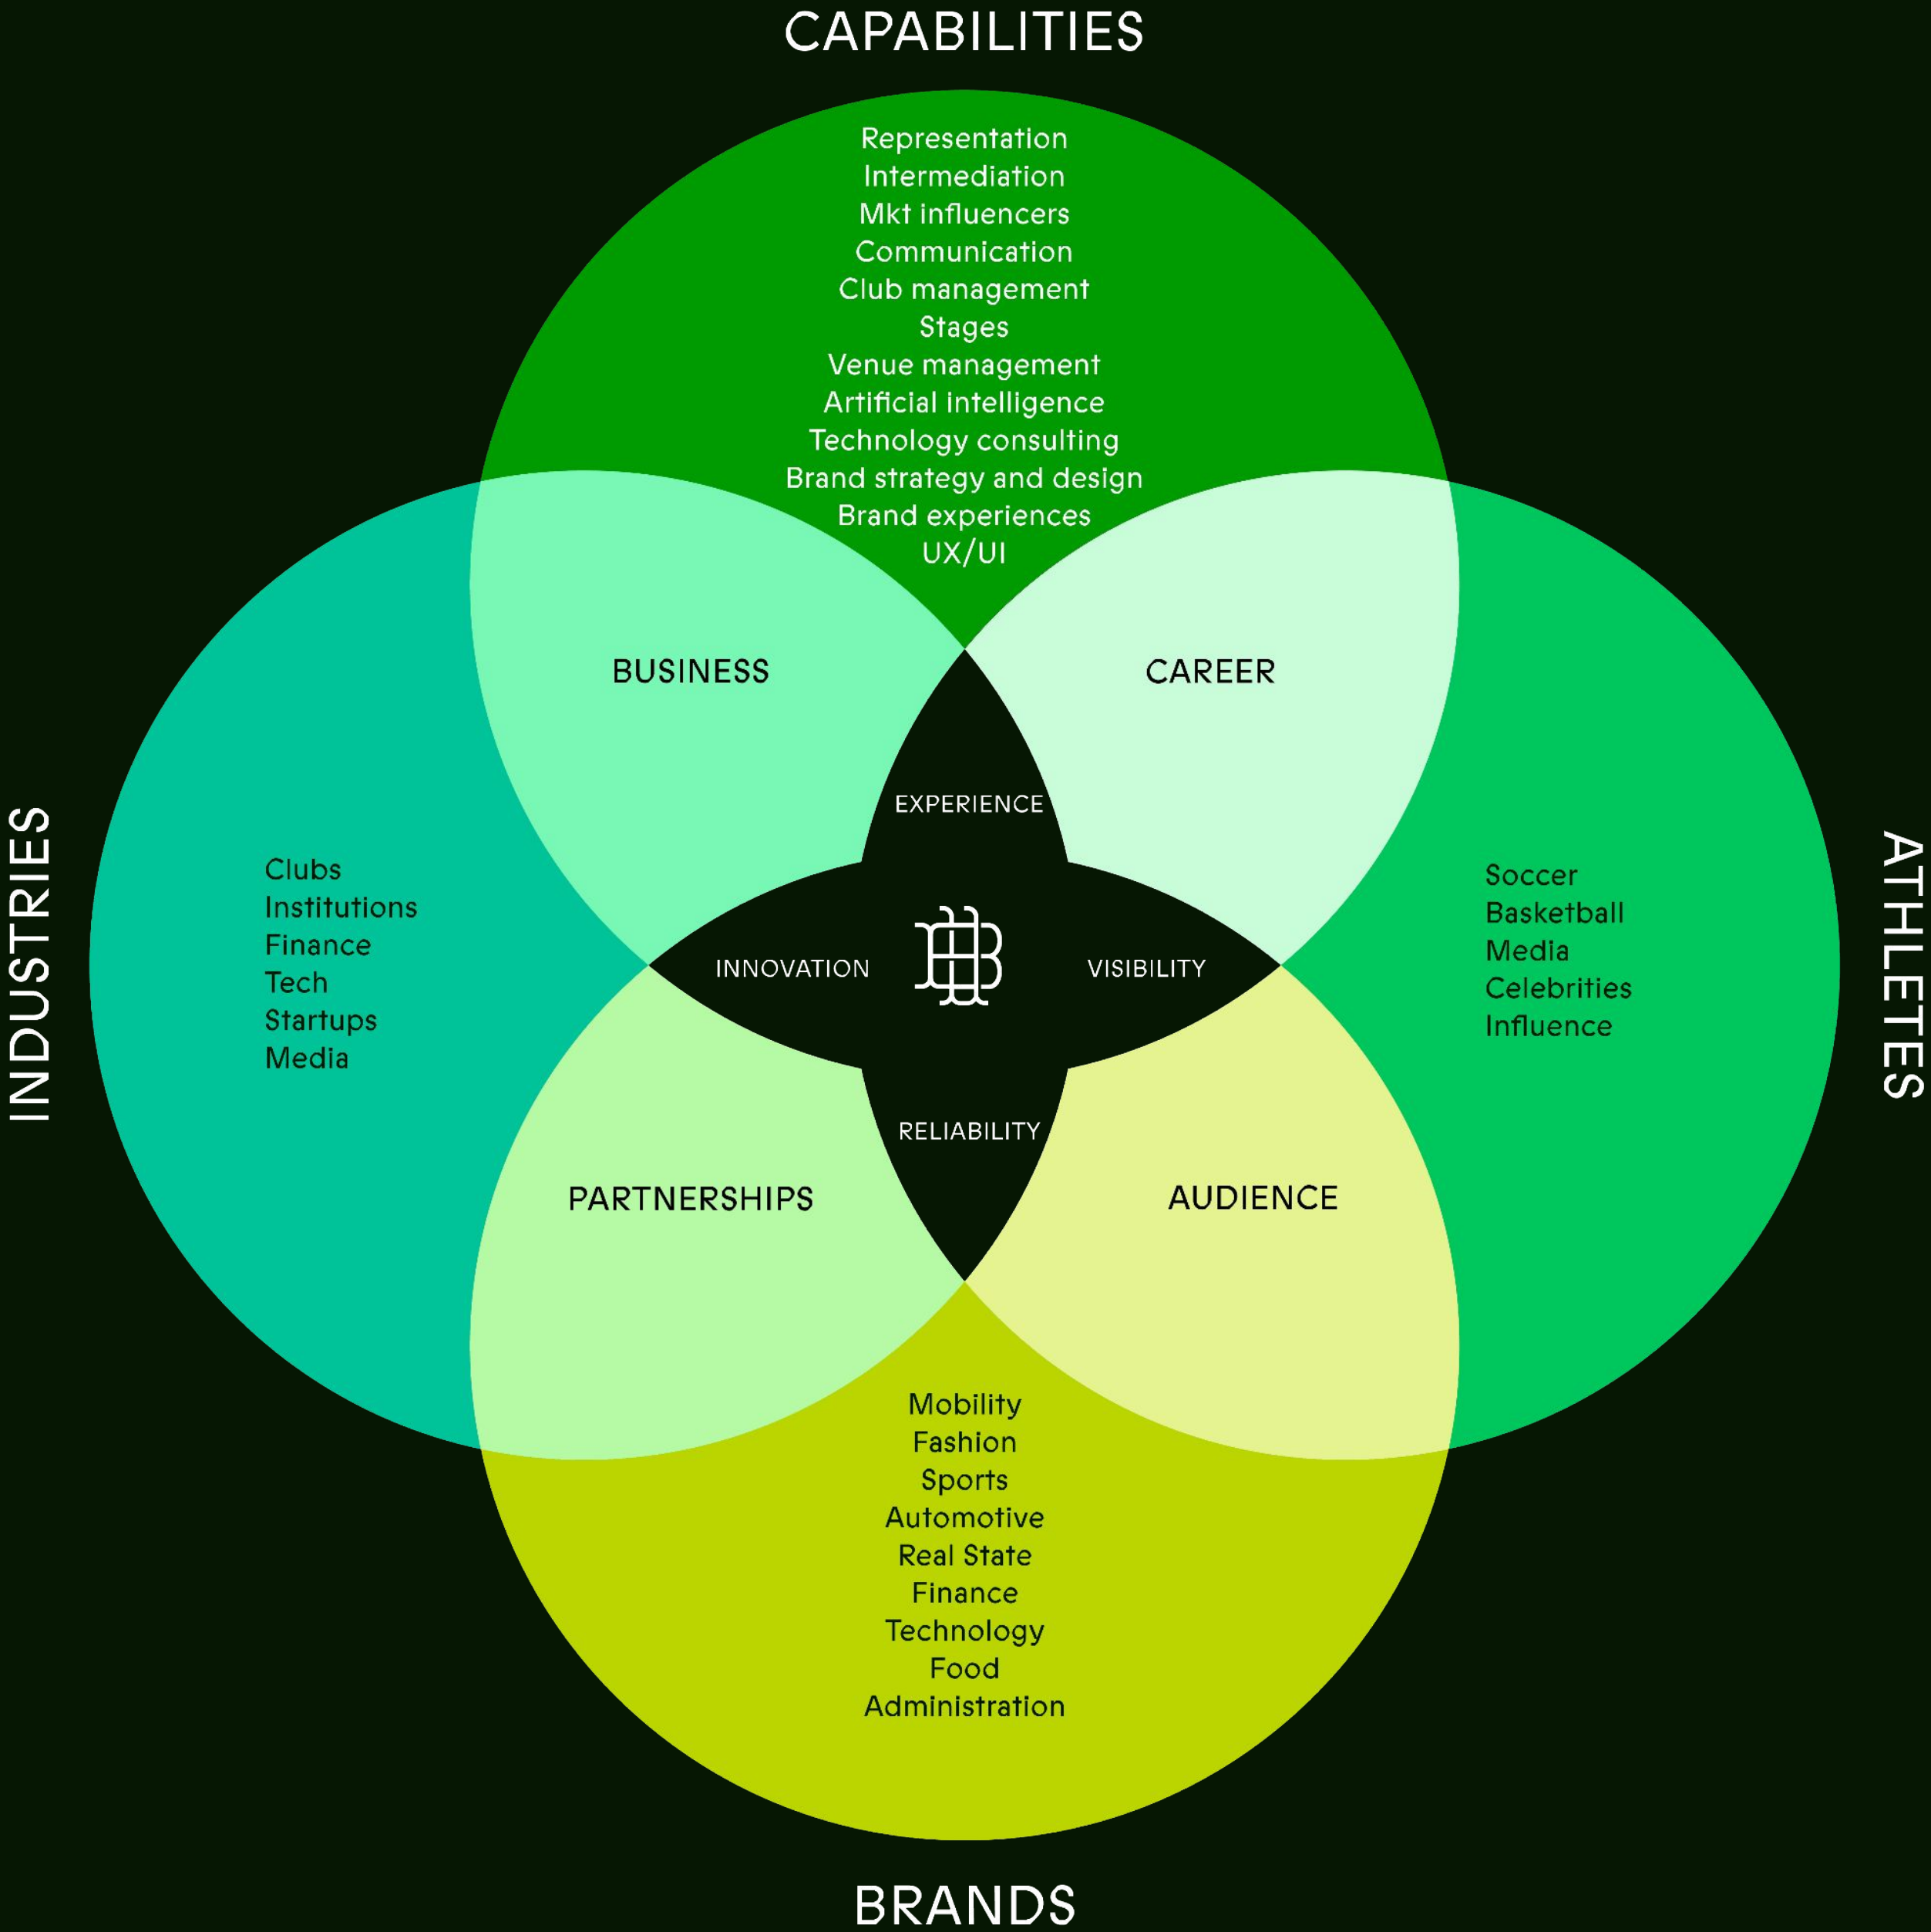 CAPABILITIES
Representation
Intermediation
Mkt influencers
Communication
Club management
Stages
Venue management
Artificial intelligence
Technology consulting
Brand strategy and design
Brand experiences
UX/UI
BUSINESS
CAREER
EXPERIENCE
INDUSTRIES
Clubs
Institutions
Finance
Tech
Startups
Media
INNOVATION
VISIBILITY
Soccer
Basketball
Media
Celebrities
Influence
ATHLETES
RELIABILITY
PARTNERSHIPS
AUDIENCE
Mobility
Fashion
Sports
Automotive
Real State
Finance
Technology
Food
Administration
BRANDS